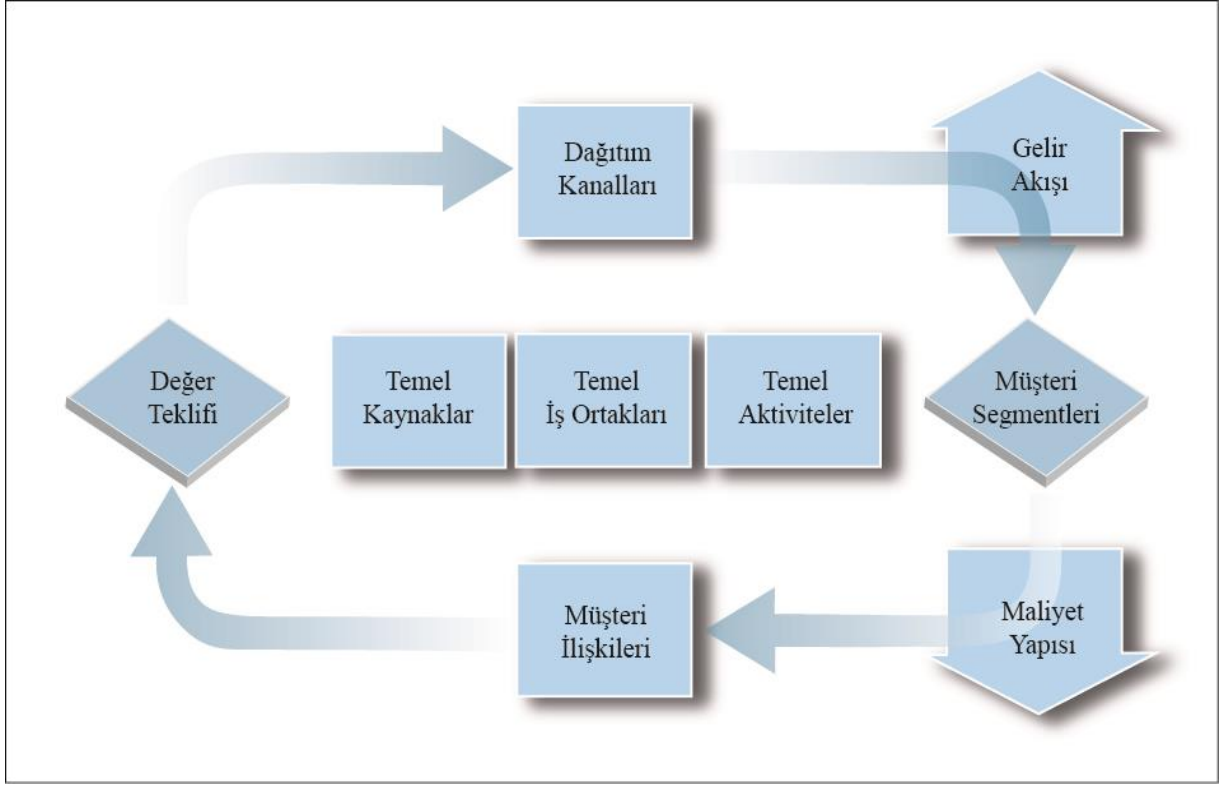 Dağıtım
Kanalları
Gelir
Akışı
Değer
Teklifi
Temel
Kaynaklar
Temel
İş Ortakları
Temel
Aktiviteler
Müşteri
Segmentleri
Müşteri
İlişkileri
Maliyet
Yapısı